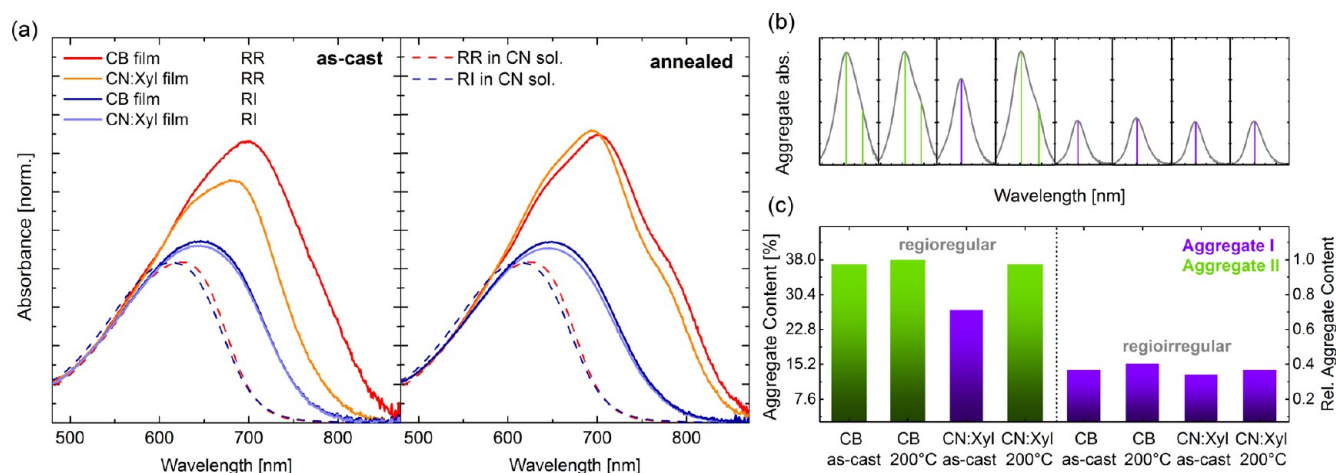 (a)
CB film RR as-cast
CN:Xyl film RR
CB film RI
CN:Xyl film RI
RR in CN sol. annealed
RI in CN sol.
Absorbance [norm.]
500 600 700 800 500 600 700 800
Wavelength [nm] Wavelength [nm]
(b)
Aggregate abs.
Wavelength [nm]
(c)
Aggregate Content [%]
38.0
30.4
22.8
15.2
7.6
regioregular
regioirregular
Aggregate I
Aggregate II
1.0
0.8
0.6
0.4
0.2
Rel. Aggregate Content
CB CB CN:Xyl CN:Xyl CB CB CN:Xyl CN:Xyl
as-cast 200°C as-cast 200°C as-cast 200°C as-cast 200°C